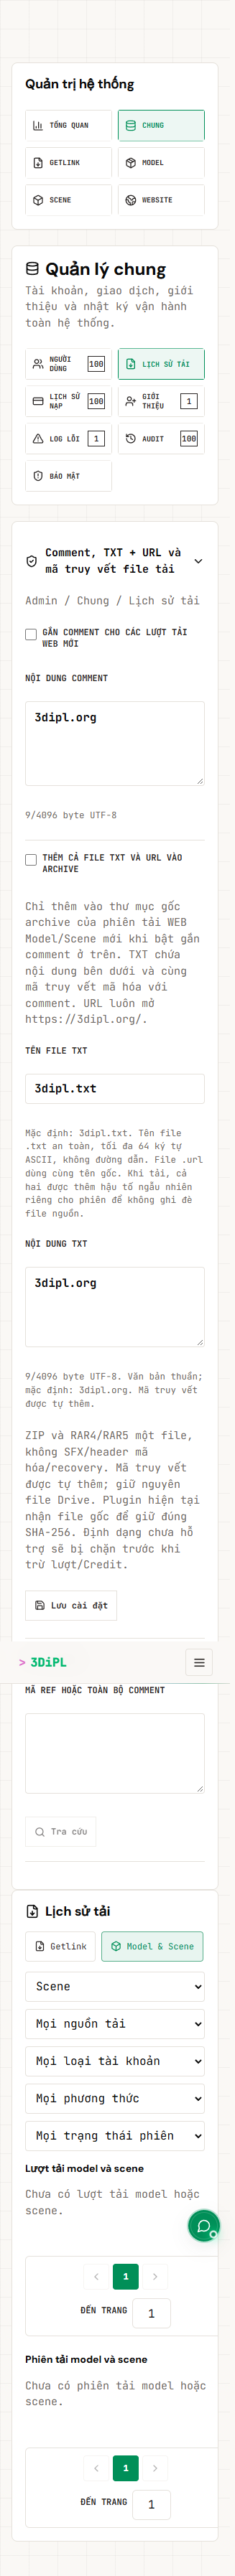 Quản trị hệ thống
TỔNG QUAN
CHUNG
GETLINK
MODEL
SCENE
WEBSITE
Quản lý chung
Tài khoản, giao dịch, giới
thiệu và nhật ký vận hành
toàn hệ thống.
NGƯỜI
DÙNG
100
LỊCH SỬ TẢI
LỊCH SỬ
NẠP
100
GIỚI
THIỆU
1
LOG LỖI
1
AUDIT
100
BẢO MẬT
Comment, TXT + URL và
mã truy vết file tải
Admin / Chung / Lịch sử tải
GẮN COMMENT CHO CÁC LƯỢT TẢI
WEB MỚI
NỘI DUNG COMMENT
3dipl.org
9/4096 byte UTF-8
THÊM CẢ FILE TXT VÀ URL VÀO
ARCHIVE
Chỉ thêm vào thư mục gốc
archive của phiên tải WEB
Model/Scene mới khi bật gắn
comment ở trên. TXT chứa
nội dung bên dưới và cùng
mã truy vết riêng với
comment. URL luôn mở
https://3dipl.org/.
TÊN FILE TXT
3dipl.txt
Mặc định: 3dipl.txt. Tên file
.txt an toàn, tối đa 64 ký tự
ASCII, không đường dẫn. File .url
dùng cùng tên gốc. Khi tải, cả
hai được thêm hậu tố ngẫu nhiên
riêng cho phiên để không ghi đè
file nguồn.
NỘI DUNG TXT
3dipl.org
9/4096 byte UTF-8. Văn bản thuần;
mặc định: 3dipl.org. Mã truy vết
được tự thêm.
ZIP và RAR4/RAR5 một file,
không SFX/header mã
hóa/recovery. Mã truy vết
được tự thêm; giữ nguyên
file Drive. Plugin hiện tại
nhận file gốc để giữ đúng
SHA-256. Định dạng chưa hỗ
trợ sẽ bị chặn trước khi
trừ lượt/Credit.
Lưu cài đặt
> 3DiPL
MÃ REF HOẶC TOÀN BỘ COMMENT
Tra cứu
Lịch sử tải
Getlink
Model & Scene
Scene
Mọi nguồn tải
Mọi loại tài khoản
Mọi phương thức
Mọi trạng thái phiên
Lượt tải model và scene
Chưa có lượt tải model hoặc
scene.
1
ĐẾN TRANG
1
Phiên tải model và scene
Chưa có phiên tải model hoặc
scene.
1
ĐẾN TRANG
1